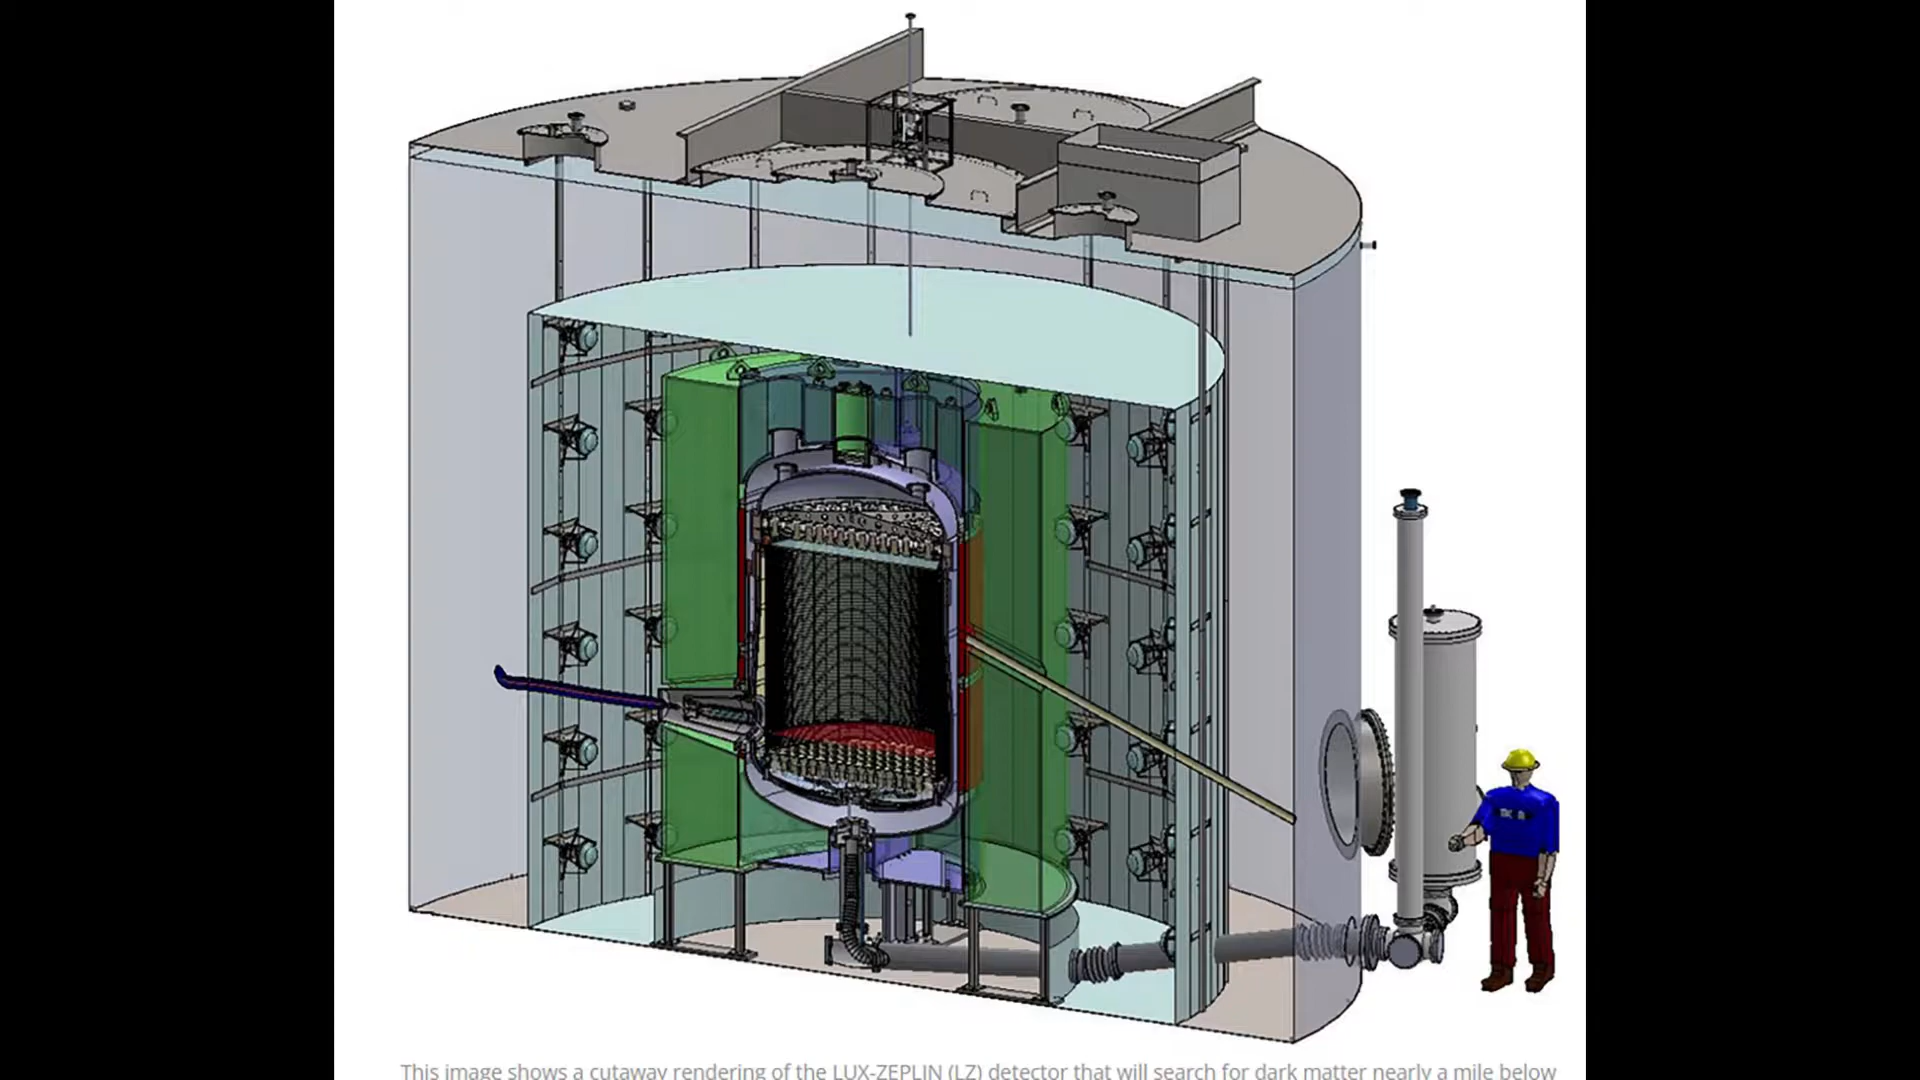 This image shows a cutaway rendering of the LUX-ZEPLIN (LZ) detector that will search for dark matter nearly a mile below